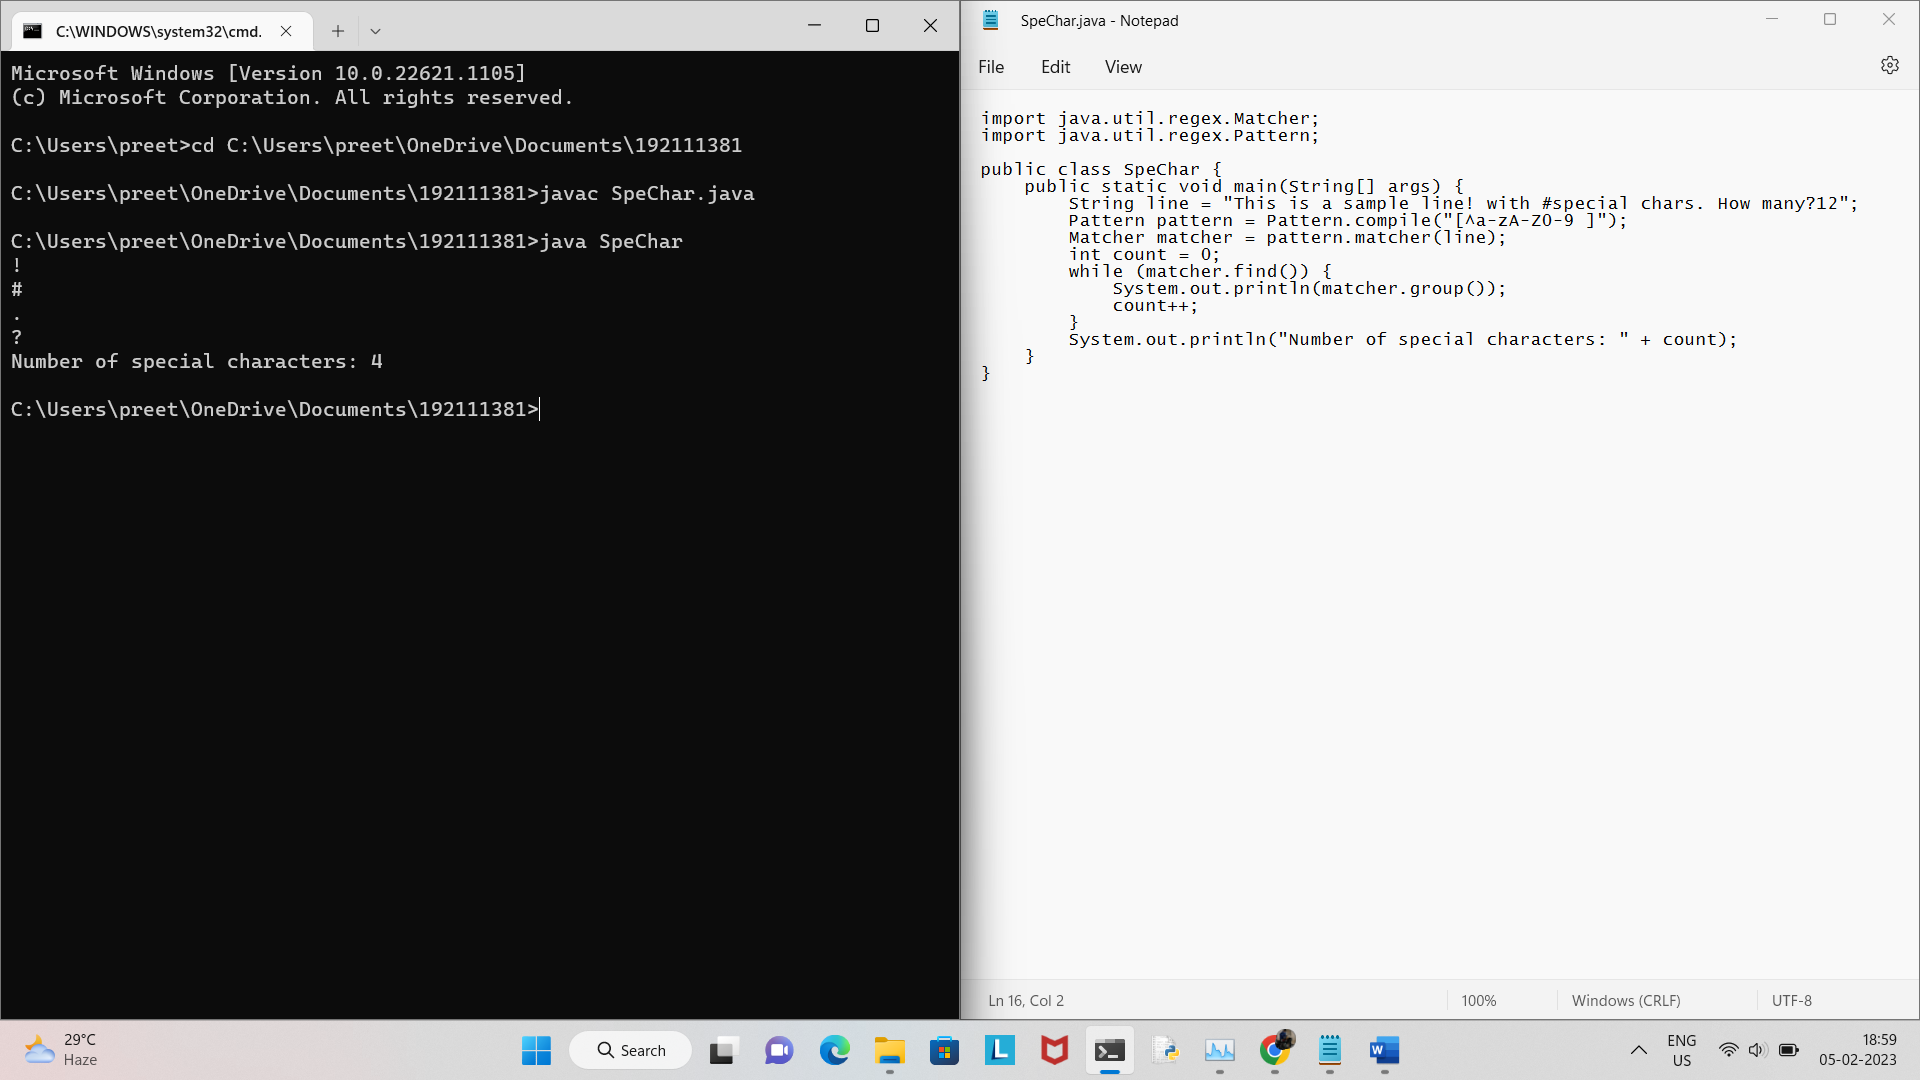 C:\WINDOWS\system32\cmd.
Microsoft Windows [Version 10.0.22621.1105]
(c) Microsoft Corporation. All rights reserved.
C:\Users\preet>cd C:\Users\preet\OneDrive\Documents\192111381
C:\Users\preet\OneDrive\Documents\192111381>javac SpeChar.java
C:\Users\preet\OneDrive\Documents\192111381>java SpeChar
!
#
.
?
Number of special characters: 4
C:\Users\preet\OneDrive\Documents\192111381>
SpeChar.java - Notepad
File Edit View
import java.util.regex.Matcher;
import java.util.regex.Pattern;
public class SpeChar {
    public static void main(String[] args) {
        String line = "This is a sample line! with #special chars. How many?12";
        Pattern pattern = Pattern.compile("[^a-zA-Z0-9 ]");
        Matcher matcher = pattern.matcher(line);
        int count = 0;
        while (matcher.find()) {
            System.out.println(matcher.group());
            count++;
        }
        System.out.println("Number of special characters: " + count);
    }
}
Ln 16, Col 2 100% Windows (CRLF) UTF-8
29°C
Haze
Search
ENG
US
18:59
05-02-2023